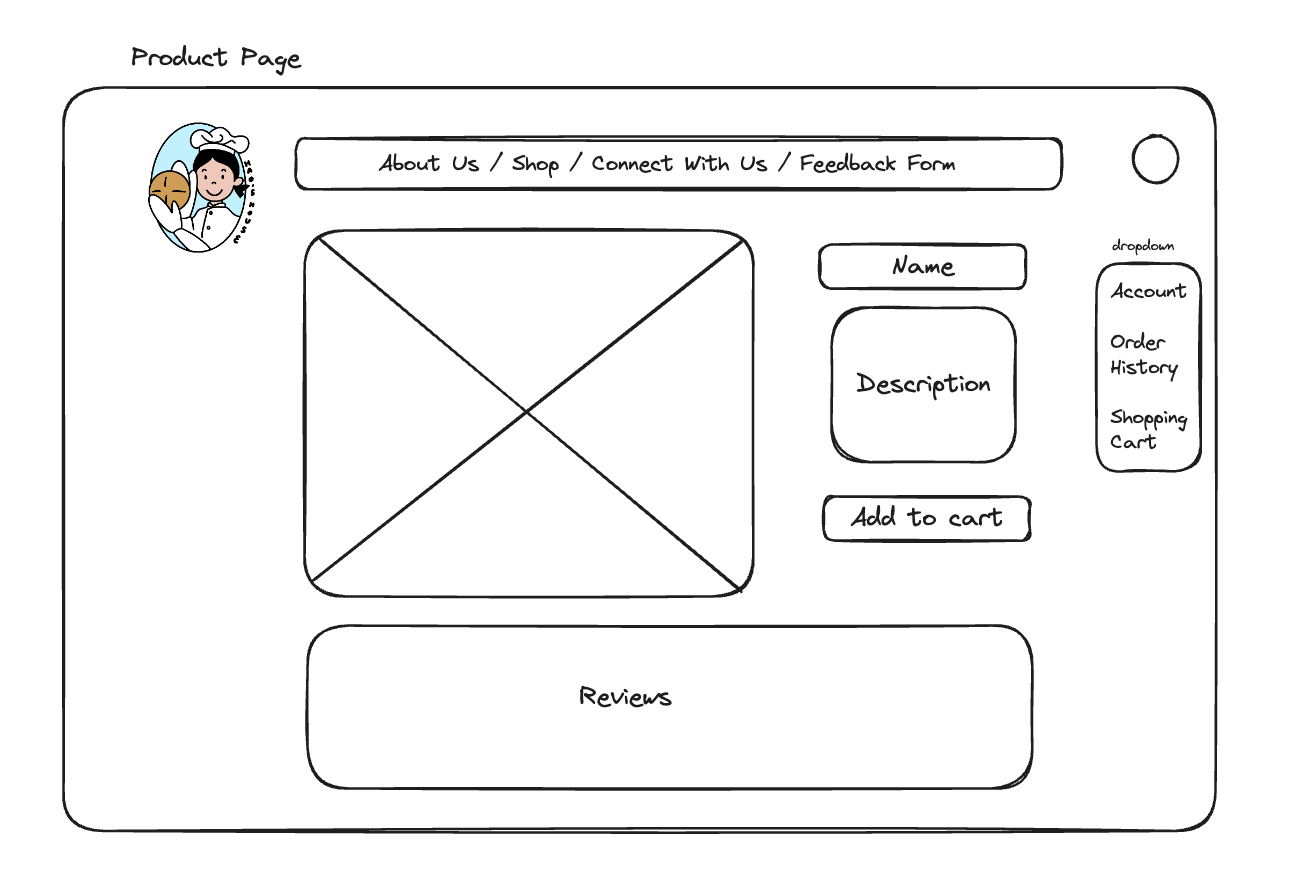 Product Page
About Us / Shop / Connect With Us / Feedback Form
Name
Description
Add to cart
dropdown
Account
Order
History
Shopping
Cart
Reviews